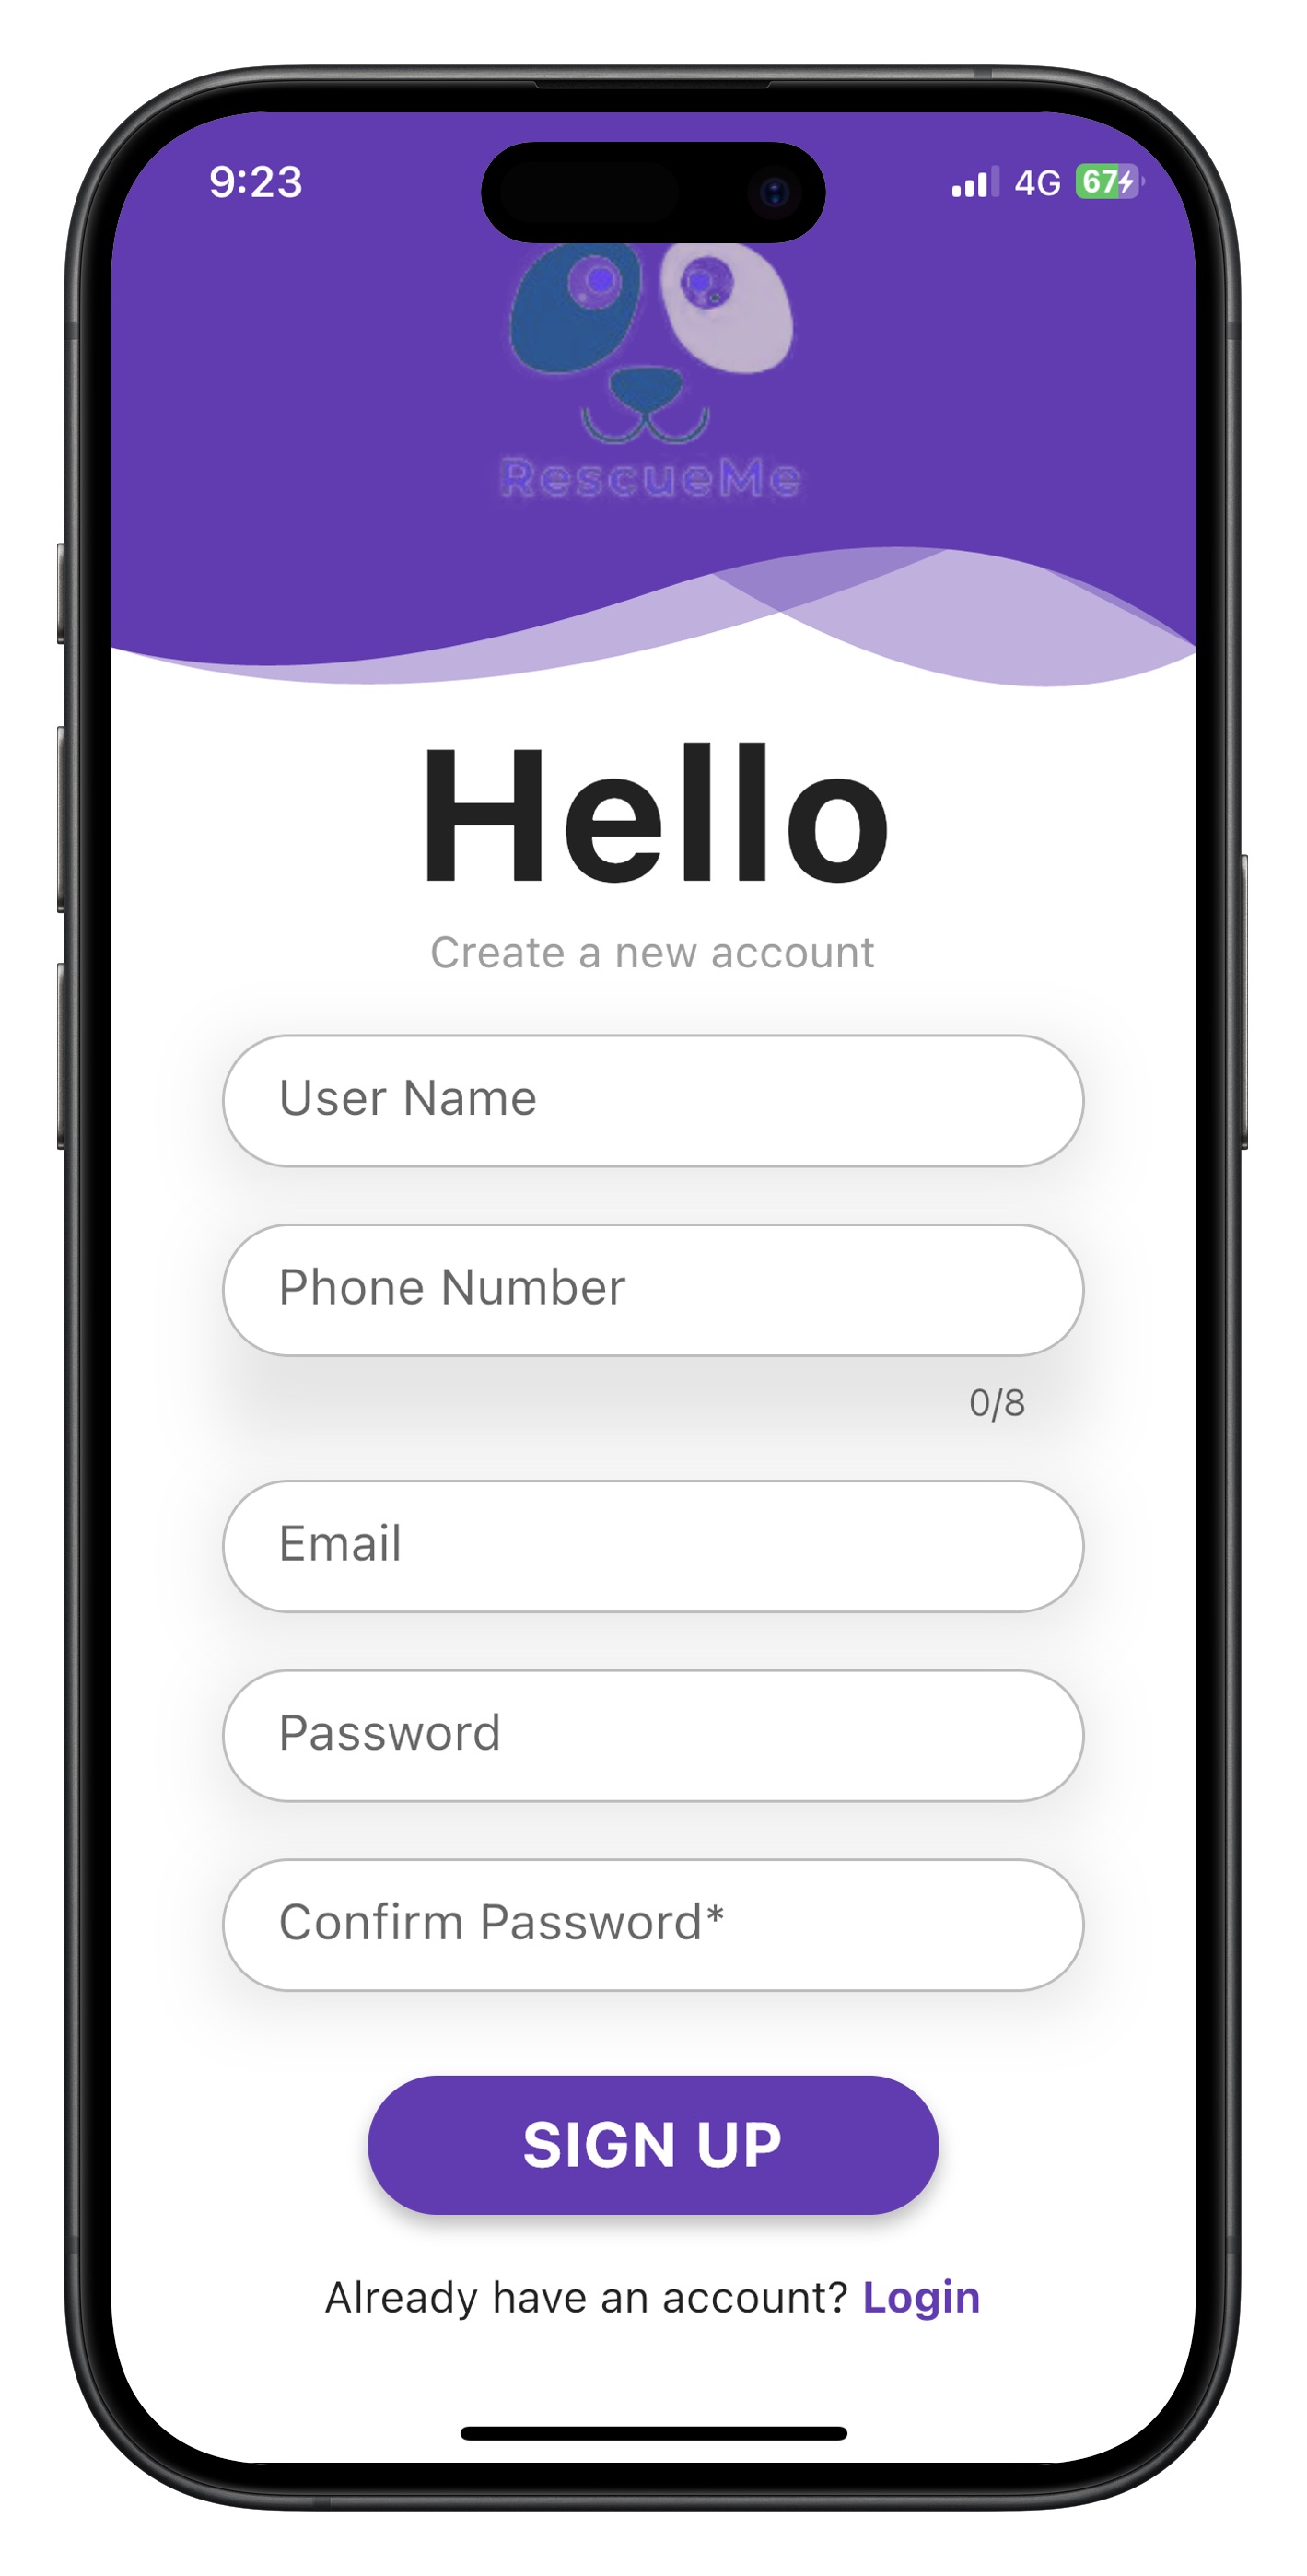 9:23
4G 67
RescueMe
Hello
Create a new account
User Name
Phone Number
0/8
Email
Password
Confirm Password*
SIGN UP
Already have an account? Login